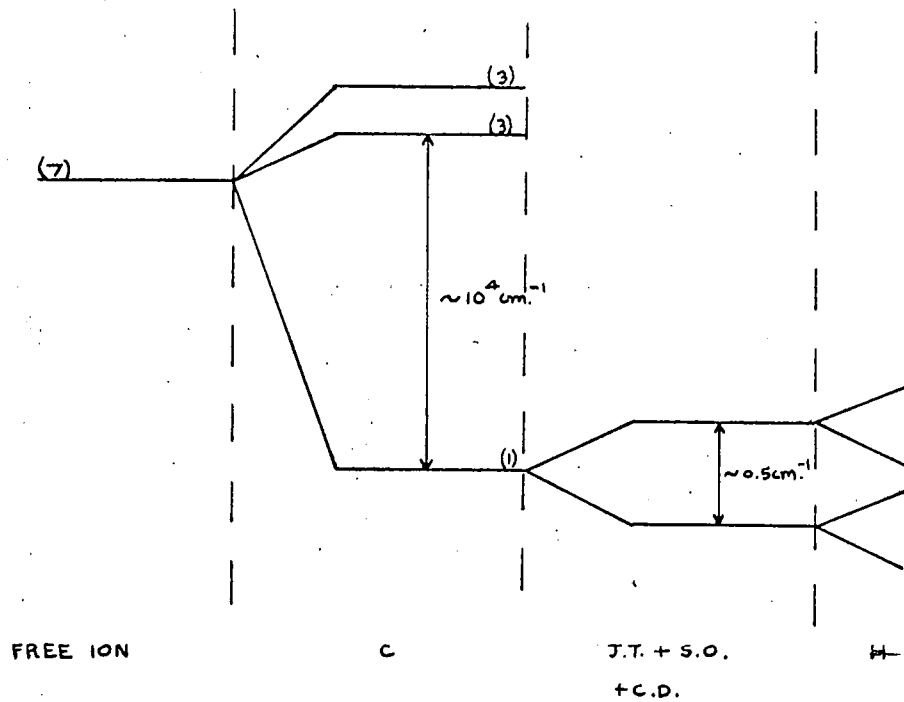 (3)
(3)
(7)
~10⁴ cm.⁻¹
(1)
~0.5cm.⁻¹
FREE ION C J.T. + S.O. H
+C.D.